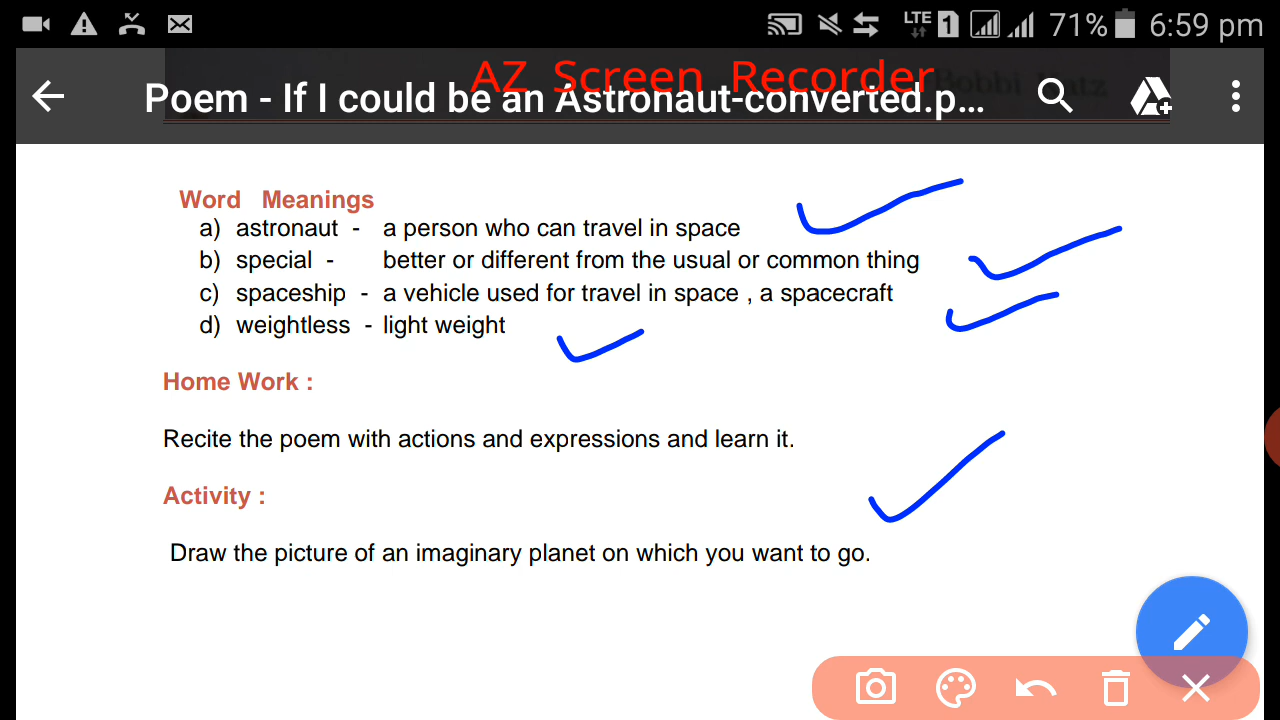 LTE 1 71% 6:59 pm
AZ Screen Recorder
Poem - If I could be an Astronaut-converted.p...
Word Meanings
a) astronaut - a person who can travel in space
b) special - better or different from the usual or common thing
c) spaceship - a vehicle used for travel in space , a spacecraft
d) weightless - light weight
Home Work :
Recite the poem with actions and expressions and learn it.
Activity :
Draw the picture of an imaginary planet on which you want to go.